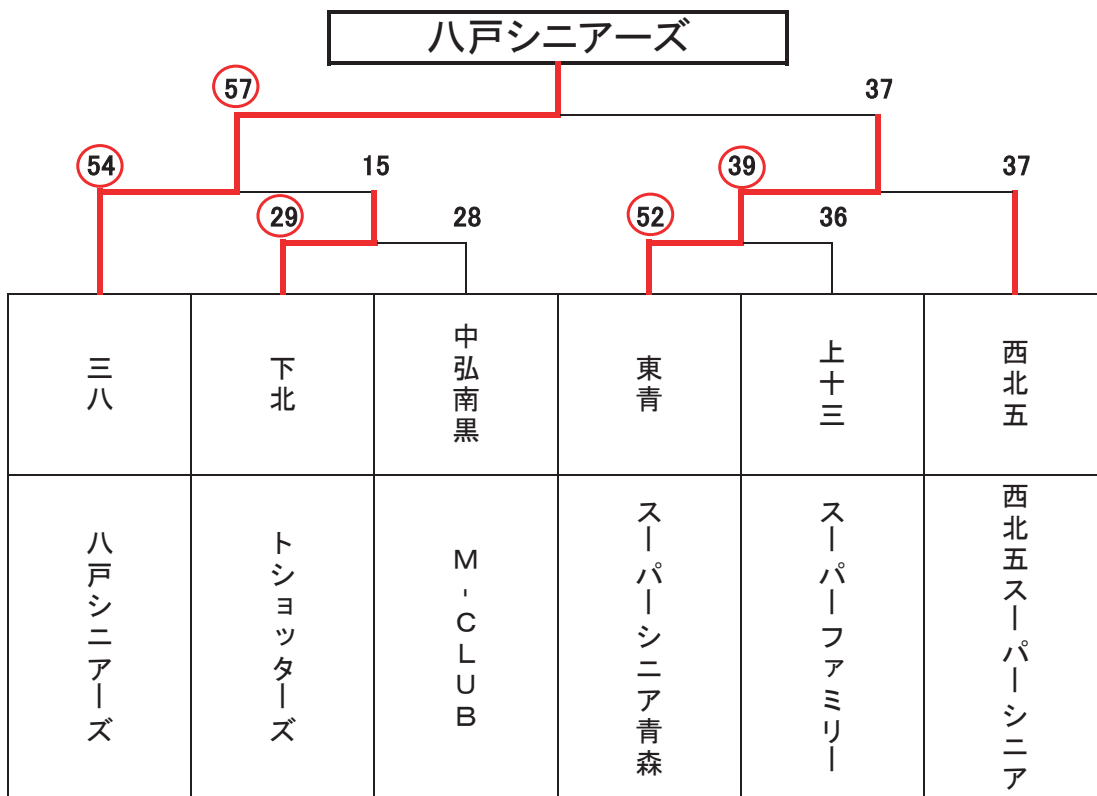 八戸シニアーズ
57
37
54
15
39
37
29
28
52
36
三八
下北
中弘南黒
東青
上十三
西北五
八戸シニアーズ
トショッターズ
M-CLUB
スーパーシニア青森
スーパーファミリー
西北五スーパーシニア